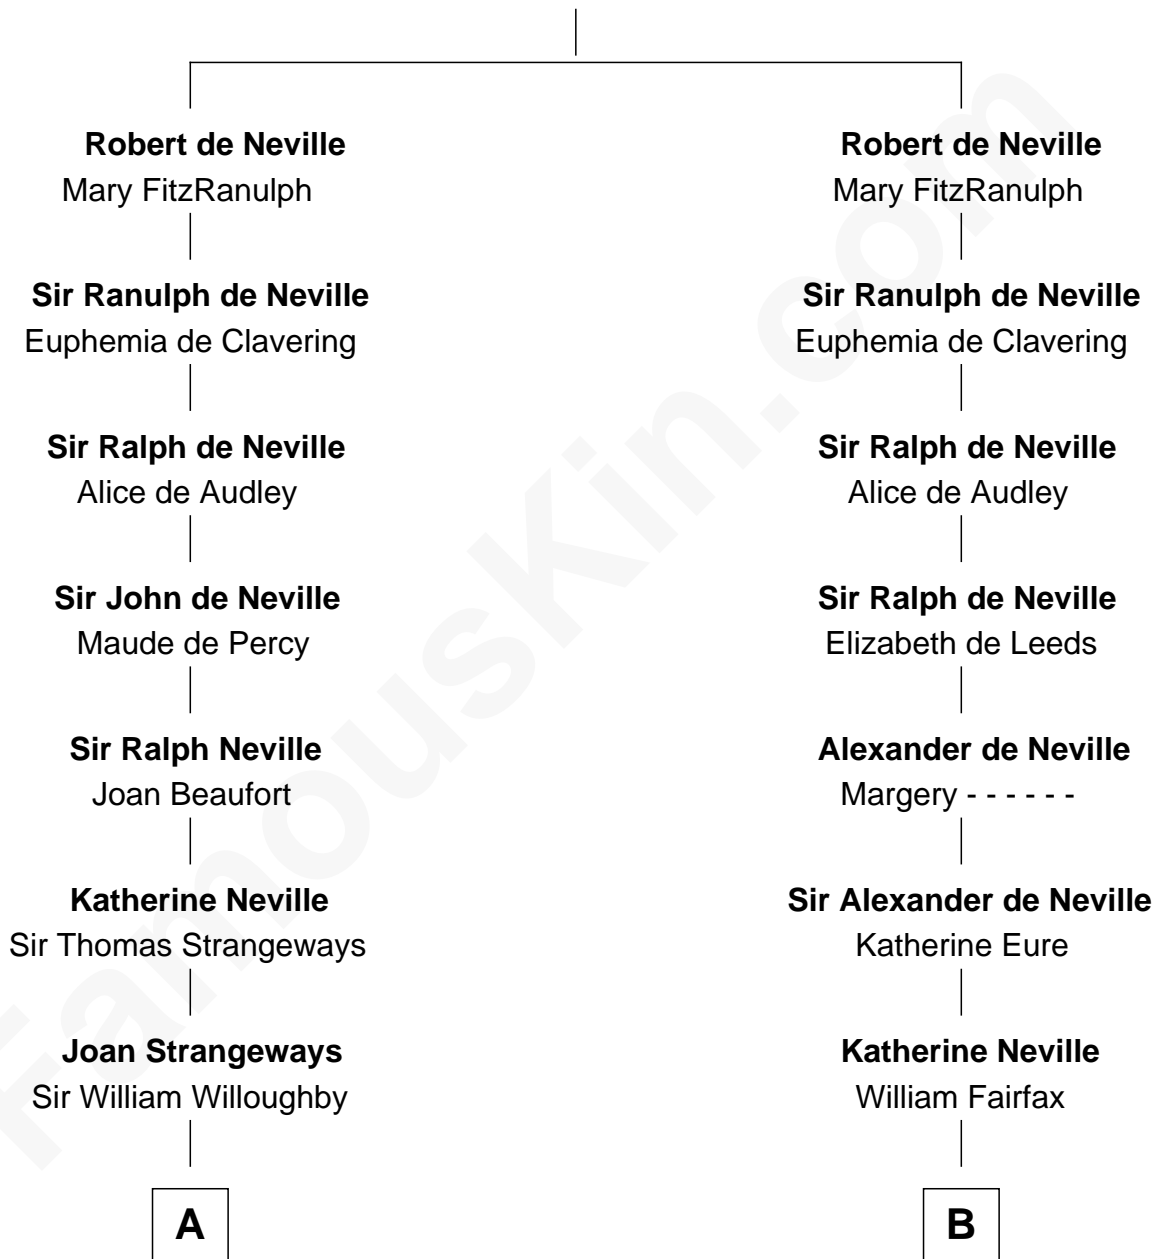 Robert de Neville
Mary FitzRanulph
Sir Ranulph de Neville
Euphemia de Clavering
Sir Ralph de Neville
Alice de Audley
Sir John de Neville
Maude de Percy
Sir Ralph Neville
Joan Beaufort
Katherine Neville
Sir Thomas Strangeways
Joan Strangeways
Sir William Willoughby
A
Robert de Neville
Mary FitzRanulph
Sir Ranulph de Neville
Euphemia de Clavering
Sir Ralph de Neville
Alice de Audley
Sir Ralph de Neville
Elizabeth de Leeds
Alexander de Neville
Margery - - - - - -
Sir Alexander de Neville
Katherine Eure
Katherine Neville
William Fairfax
B
FamousKin.com